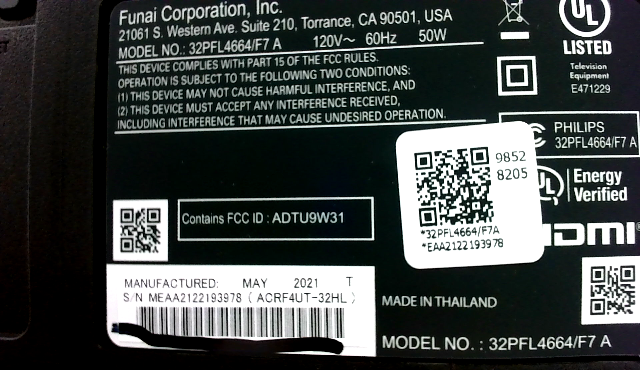 Funai Corporation, Inc.
21061 S. Western Ave. Suite 210, Torrance, CA 90501, USA
MODEL NO.: 32PFL4664/F7 A 120V~ 60Hz 50W
THIS DEVICE COMPLIES WITH PART 15 OF THE FCC RULES.
OPERATION IS SUBJECT TO THE FOLLOWING TWO CONDITIONS:
(1) THIS DEVICE MAY NOT CAUSE HARMFUL INTERFERENCE, AND
(2) THIS DEVICE MUST ACCEPT ANY INTERFERENCE RECEIVED,
INCLUDING INTERFERENCE THAT MAY CAUSE UNDESIRED OPERATION.
UL
LISTED
Television
Equipment
E471229
PHILIPS
32PFL4664/F7 A
9852
8205
*32PFL4664/F7A
*EAA2122193978
UL
Energy
Verified
HDMI
Contains FCC ID : ADTU9W31
MANUFACTURED: MAY 2021 T
S/N MEAA2122193978 ( ACRF4UT-32HL )
MADE IN THAILAND
MODEL NO. : 32PFL4664/F7 A